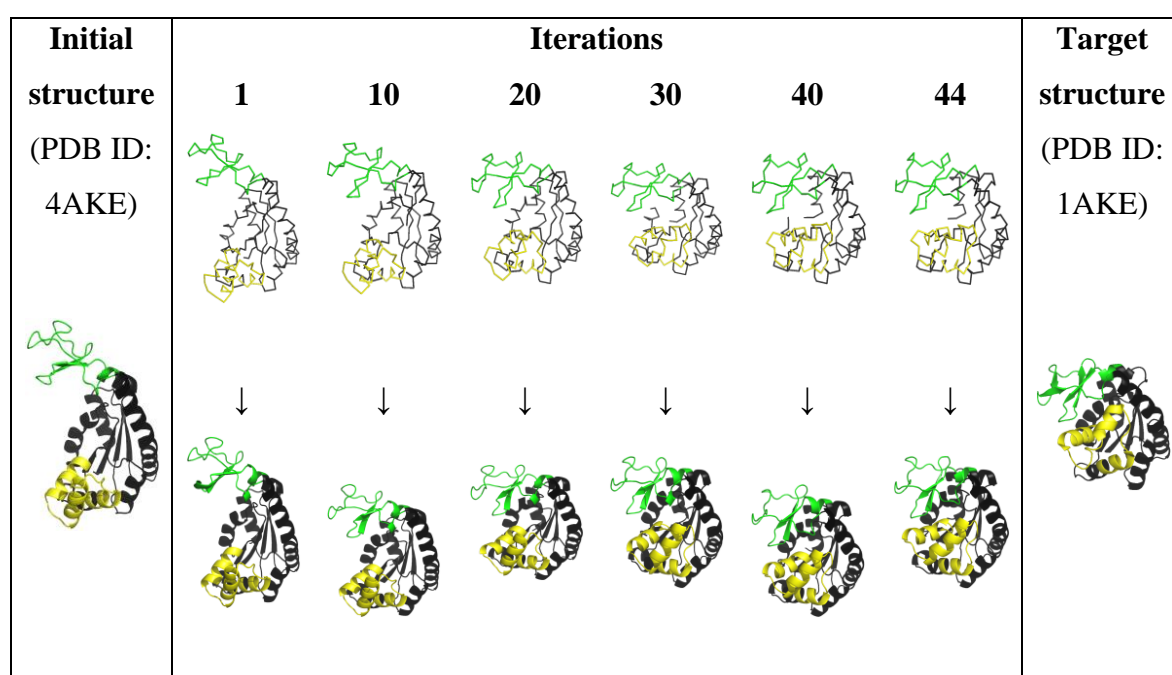 Initial
structure
(PDB ID:
4AKE)
Iterations
1 10 20 30 40 44
↓ ↓ ↓ ↓ ↓ ↓
Target
structure
(PDB ID:
1AKE)